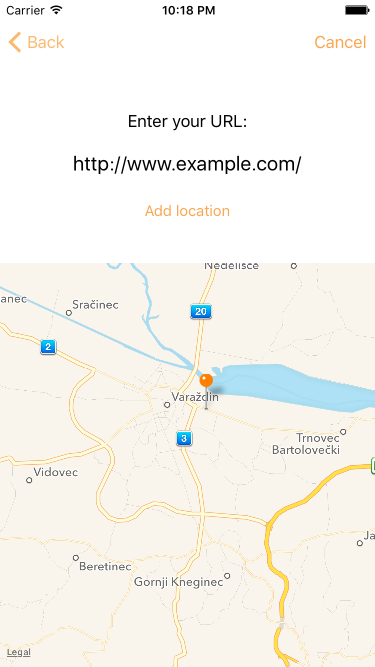 Carrier 10:18 PM
Back Cancel
Enter your URL:
http://www.example.com/
Add location
Nedelišće
anec
Sračinec
20
2
Varaždin
3
Trnovec
Bartolovečki
Vidovec
Ja
Beretinec
Gornji Kneginec
Legal